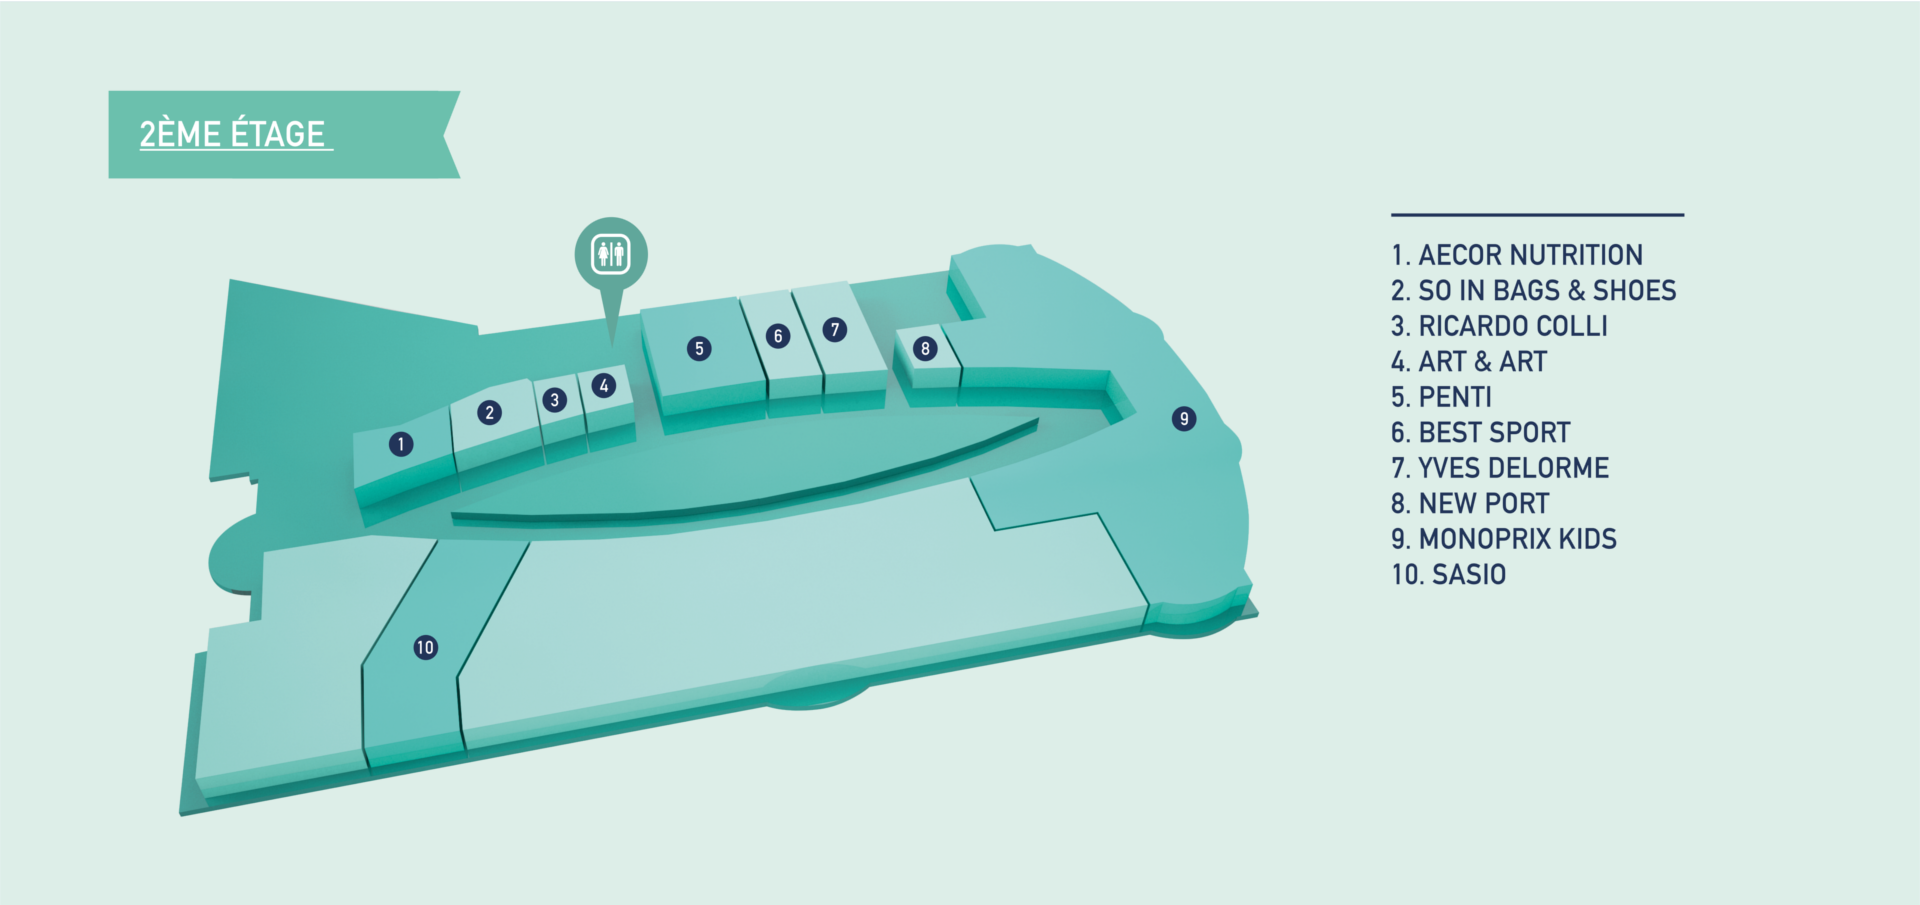 2ÈME ÉTAGE
1. AECOR NUTRITION
2. SO IN BAGS & SHOES
3. RICARDO COLLI
4. ART & ART
5. PENTI
6. BEST SPORT
7. YVES DELORME
8. NEW PORT
9. MONOPRIX KIDS
10. SASIO
1
2
3
4
5
6
7
8
9
10